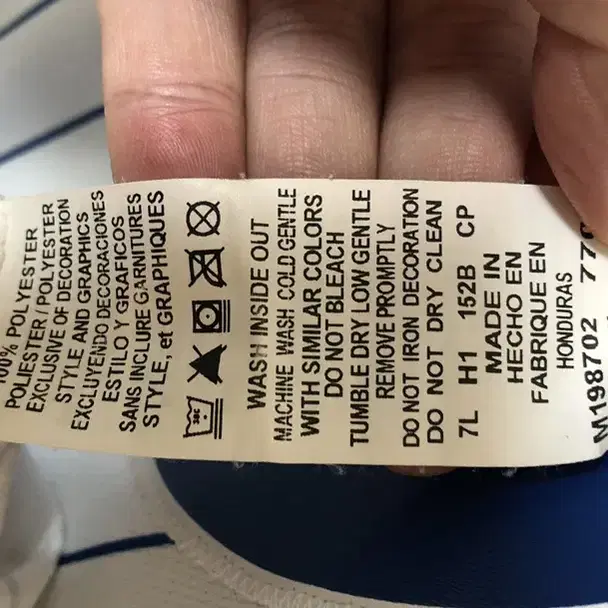 100% POLYESTER
POLIESTER / POLYESTER
EXCLUSIVE OF DECORATION
STYLE AND GRAPHICS
EXCLUYENDO DECORACIONES
ESTILO Y GRAFICOS
SANS INCLURE GARNITURES
STYLE,, et GRAPHIQUES
WASH INSIDE OUT
MACHINE WASH COLD GENTLE
WITH SIMILAR COLORS
DO NOT BLEACH
TUMBLE DRY LOW GENTLE
REMOVE PROMPTLY
DO NOT IRON DECORATION
DO NOT DRY CLEAN
7L H1 152B CP
MADE IN
HECHO EN
FABRIQUE EN
HONDURAS
M198702